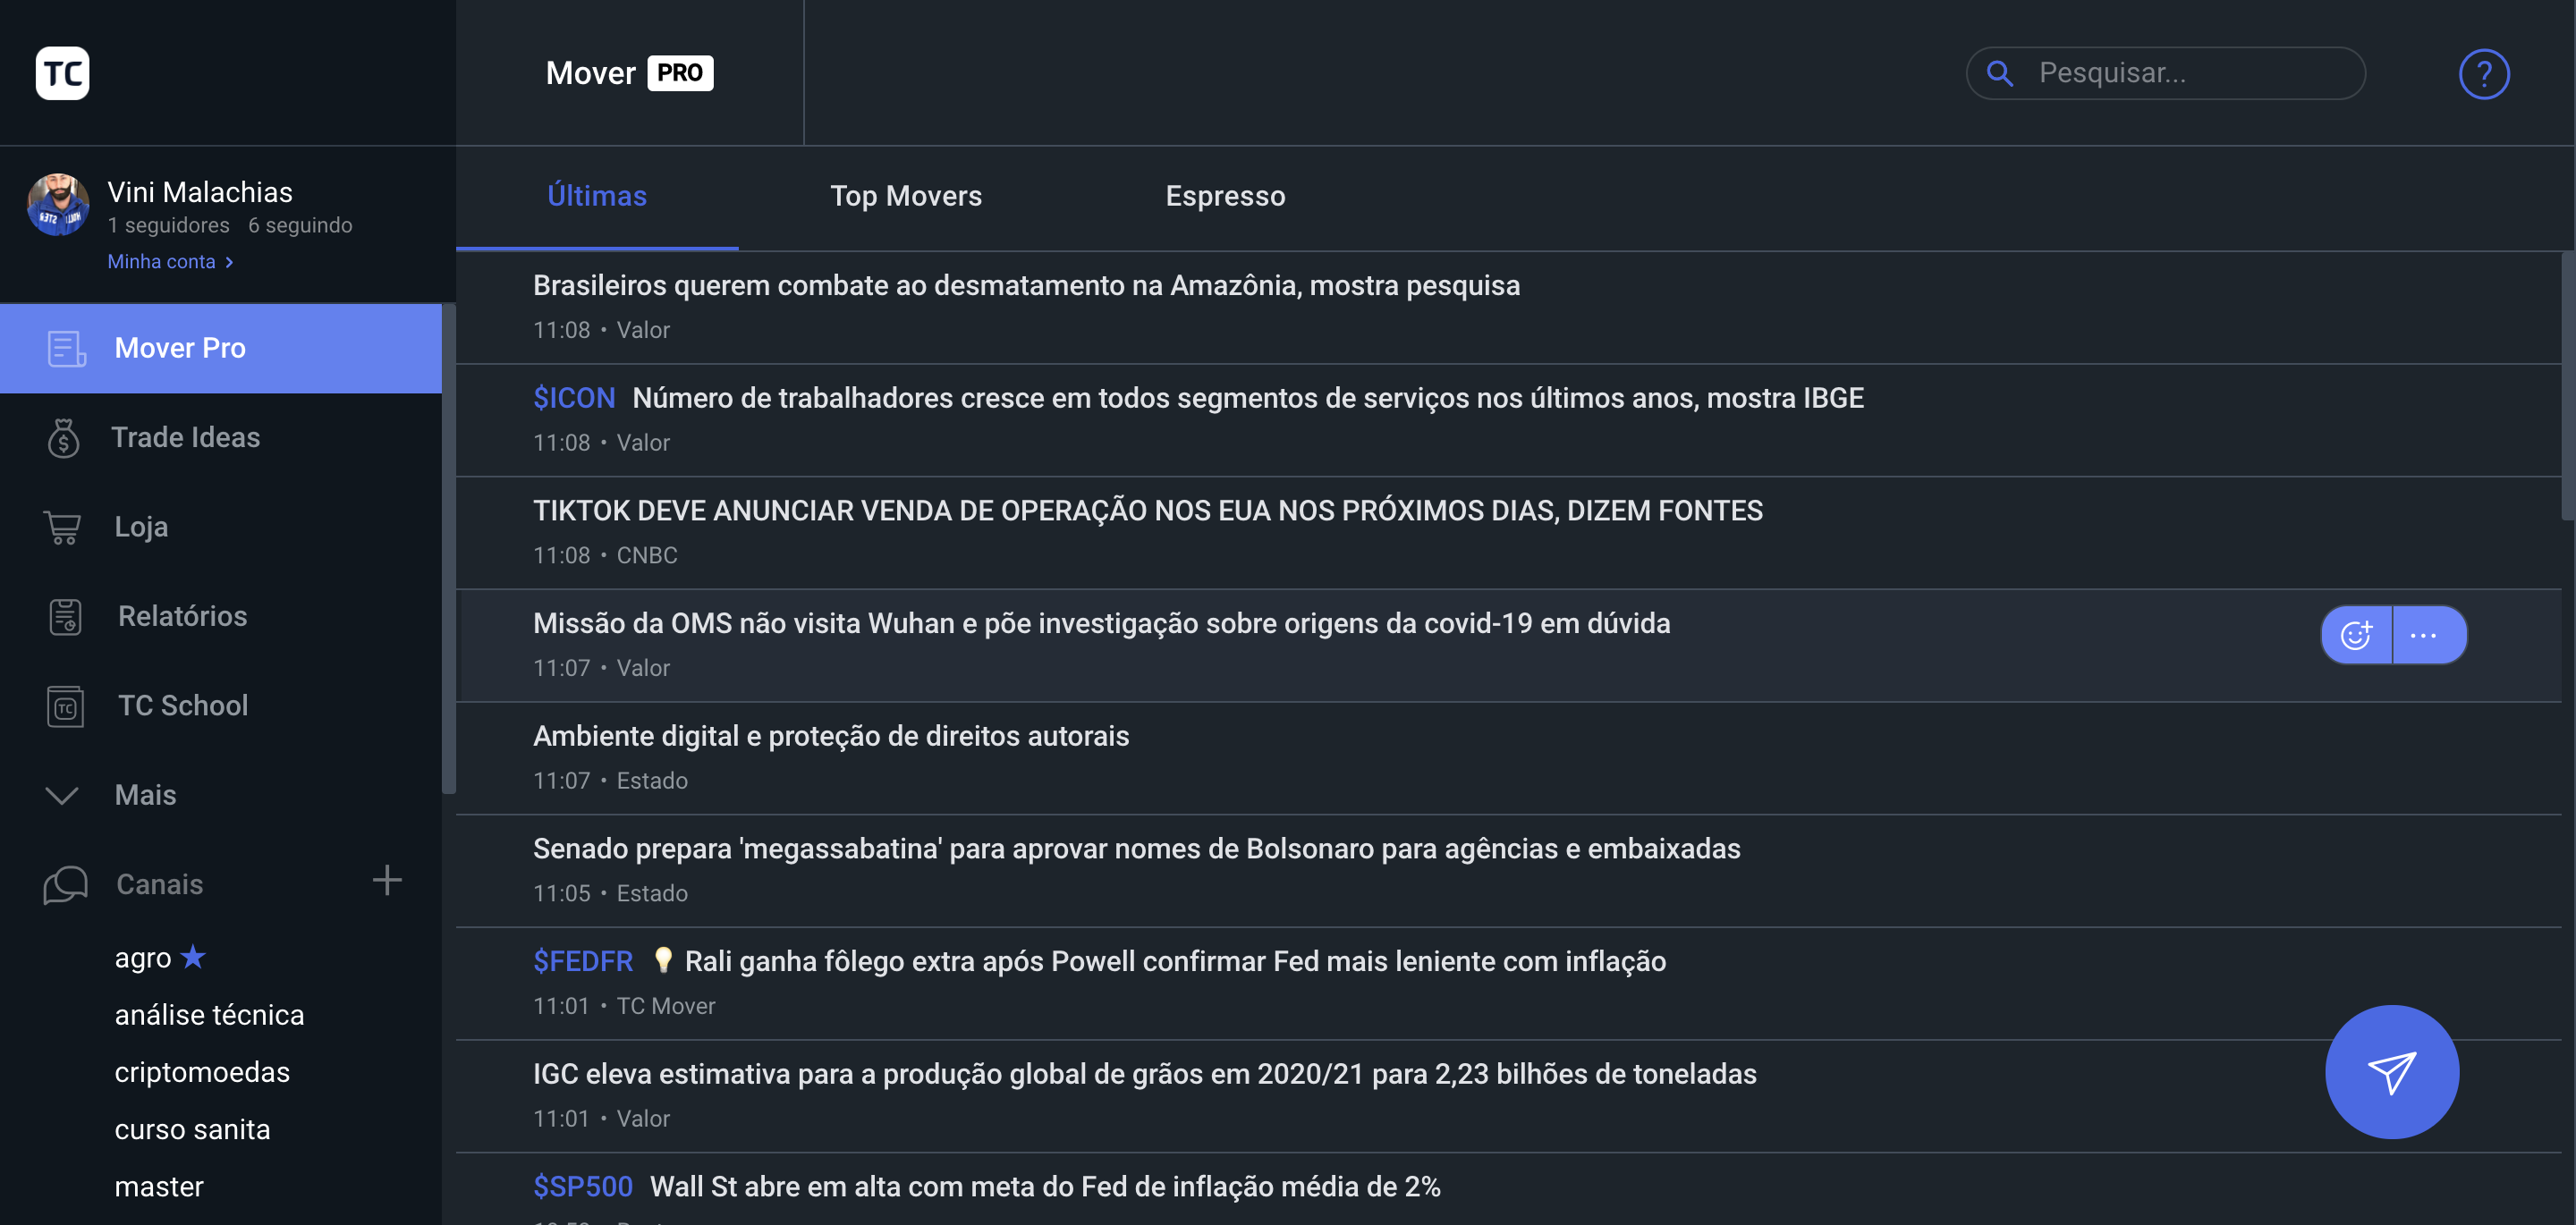 TC
Mover PRO
Pesquisar...
?
Vini Malachias
1 seguidores 6 seguindo
Minha conta >
Mover Pro
Trade Ideas
Loja
Relatórios
TC School
Mais
Canais
agro
análise técnica
criptomoedas
curso sanita
master
Últimas
Top Movers
Espresso
Brasileiros querem combate ao desmatamento na Amazônia, mostra pesquisa
11:08 • Valor
$ICON Número de trabalhadores cresce em todos segmentos de serviços nos últimos anos, mostra IBGE
11:08 • Valor
TIKTOK DEVE ANUNCIAR VENDA DE OPERAÇÃO NOS EUA NOS PRÓXIMOS DIAS, DIZEM FONTES
11:08 • CNBC
Missão da OMS não visita Wuhan e põe investigação sobre origens da covid-19 em dúvida
11:07 • Valor
Ambiente digital e proteção de direitos autorais
11:07 • Estado
Senado prepara 'megassabatina' para aprovar nomes de Bolsonaro para agências e embaixadas
11:05 • Estado
$FEDFR 💡 Rali ganha fôlego extra após Powell confirmar Fed mais leniente com inflação
11:01 • TC Mover
IGC eleva estimativa para a produção global de grãos em 2020/21 para 2,23 bilhões de toneladas
11:01 • Valor
$SP500 Wall St abre em alta com meta do Fed de inflação média de 2%